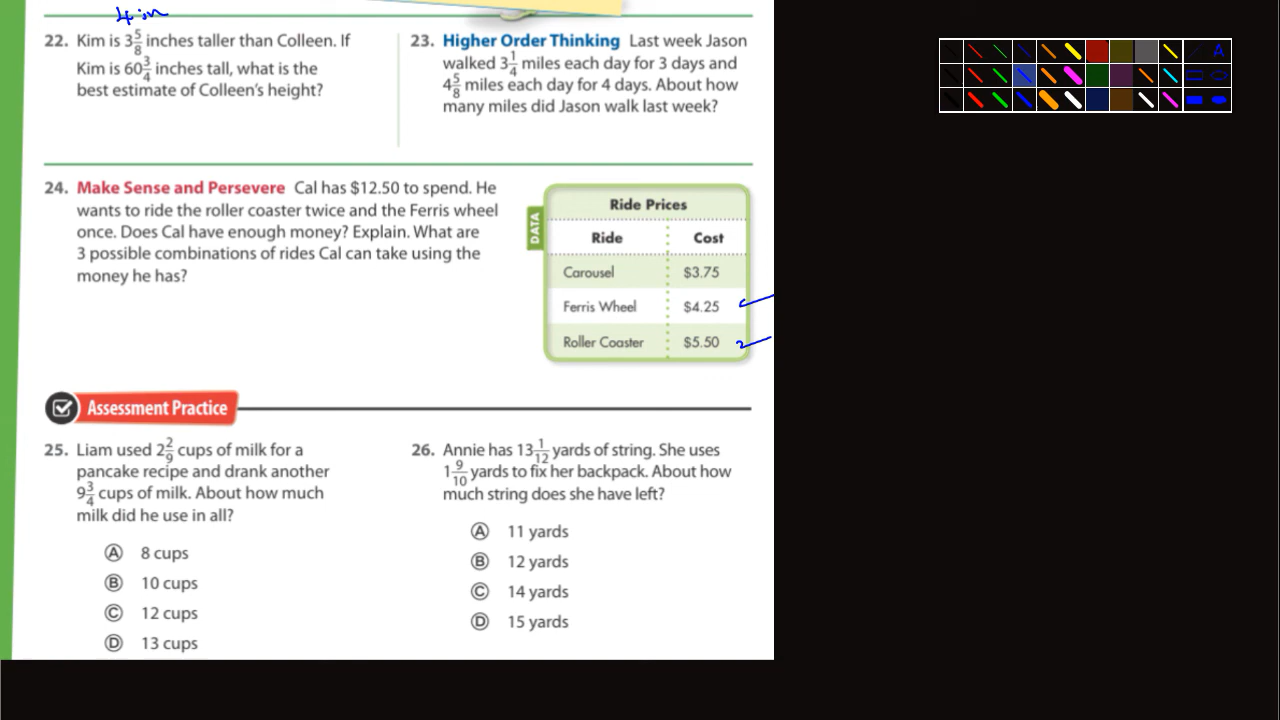 4 in
22. Kim is 3 5/8 inches taller than Colleen. If
Kim is 60 3/4 inches tall, what is the
best estimate of Colleen's height?
23. Higher Order Thinking Last week Jason
walked 3 1/4 miles each day for 3 days and
4 5/8 miles each day for 4 days. About how
many miles did Jason walk last week?
24. Make Sense and Persevere Cal has $12.50 to spend. He
wants to ride the roller coaster twice and the Ferris wheel
once. Does Cal have enough money? Explain. What are
3 possible combinations of rides Cal can take using the
money he has?
DATA
Ride Prices
Ride Cost
Carousel $3.75
Ferris Wheel $4.25
Roller Coaster $5.50
Assessment Practice
25. Liam used 2 2/9 cups of milk for a
pancake recipe and drank another
9 3/4 cups of milk. About how much
milk did he use in all?
A 8 cups
B 10 cups
C 12 cups
D 13 cups
26. Annie has 13 1/12 yards of string. She uses
1 9/10 yards to fix her backpack. About how
much string does she have left?
A 11 yards
B 12 yards
C 14 yards
D 15 yards
A